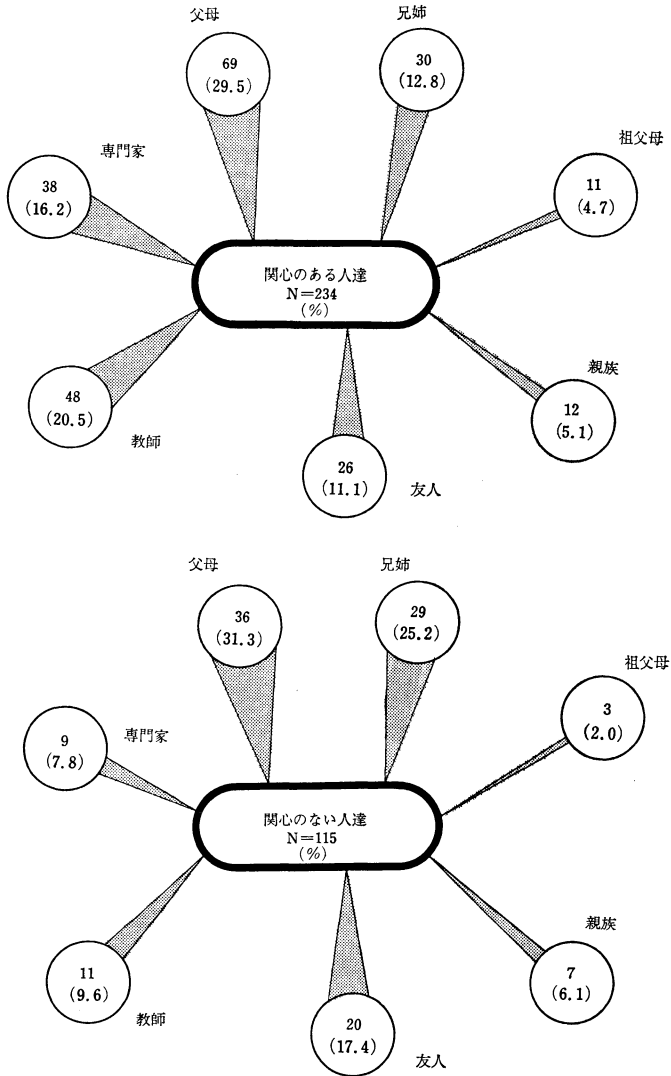 父母
69
(29.5)
兄姉
30
(12.8)
祖父母
11
(4.7)
専門家
38
(16.2)
関心のある人達
N=234
(%)
親族
12
(5.1)
教師
48
(20.5)
友人
26
(11.1)
父母
36
(31.3)
兄姉
29
(25.2)
祖父母
3
(2.0)
専門家
9
(7.8)
関心のない人達
N=115
(%)
親族
7
(6.1)
教師
11
(9.6)
友人
20
(17.4)